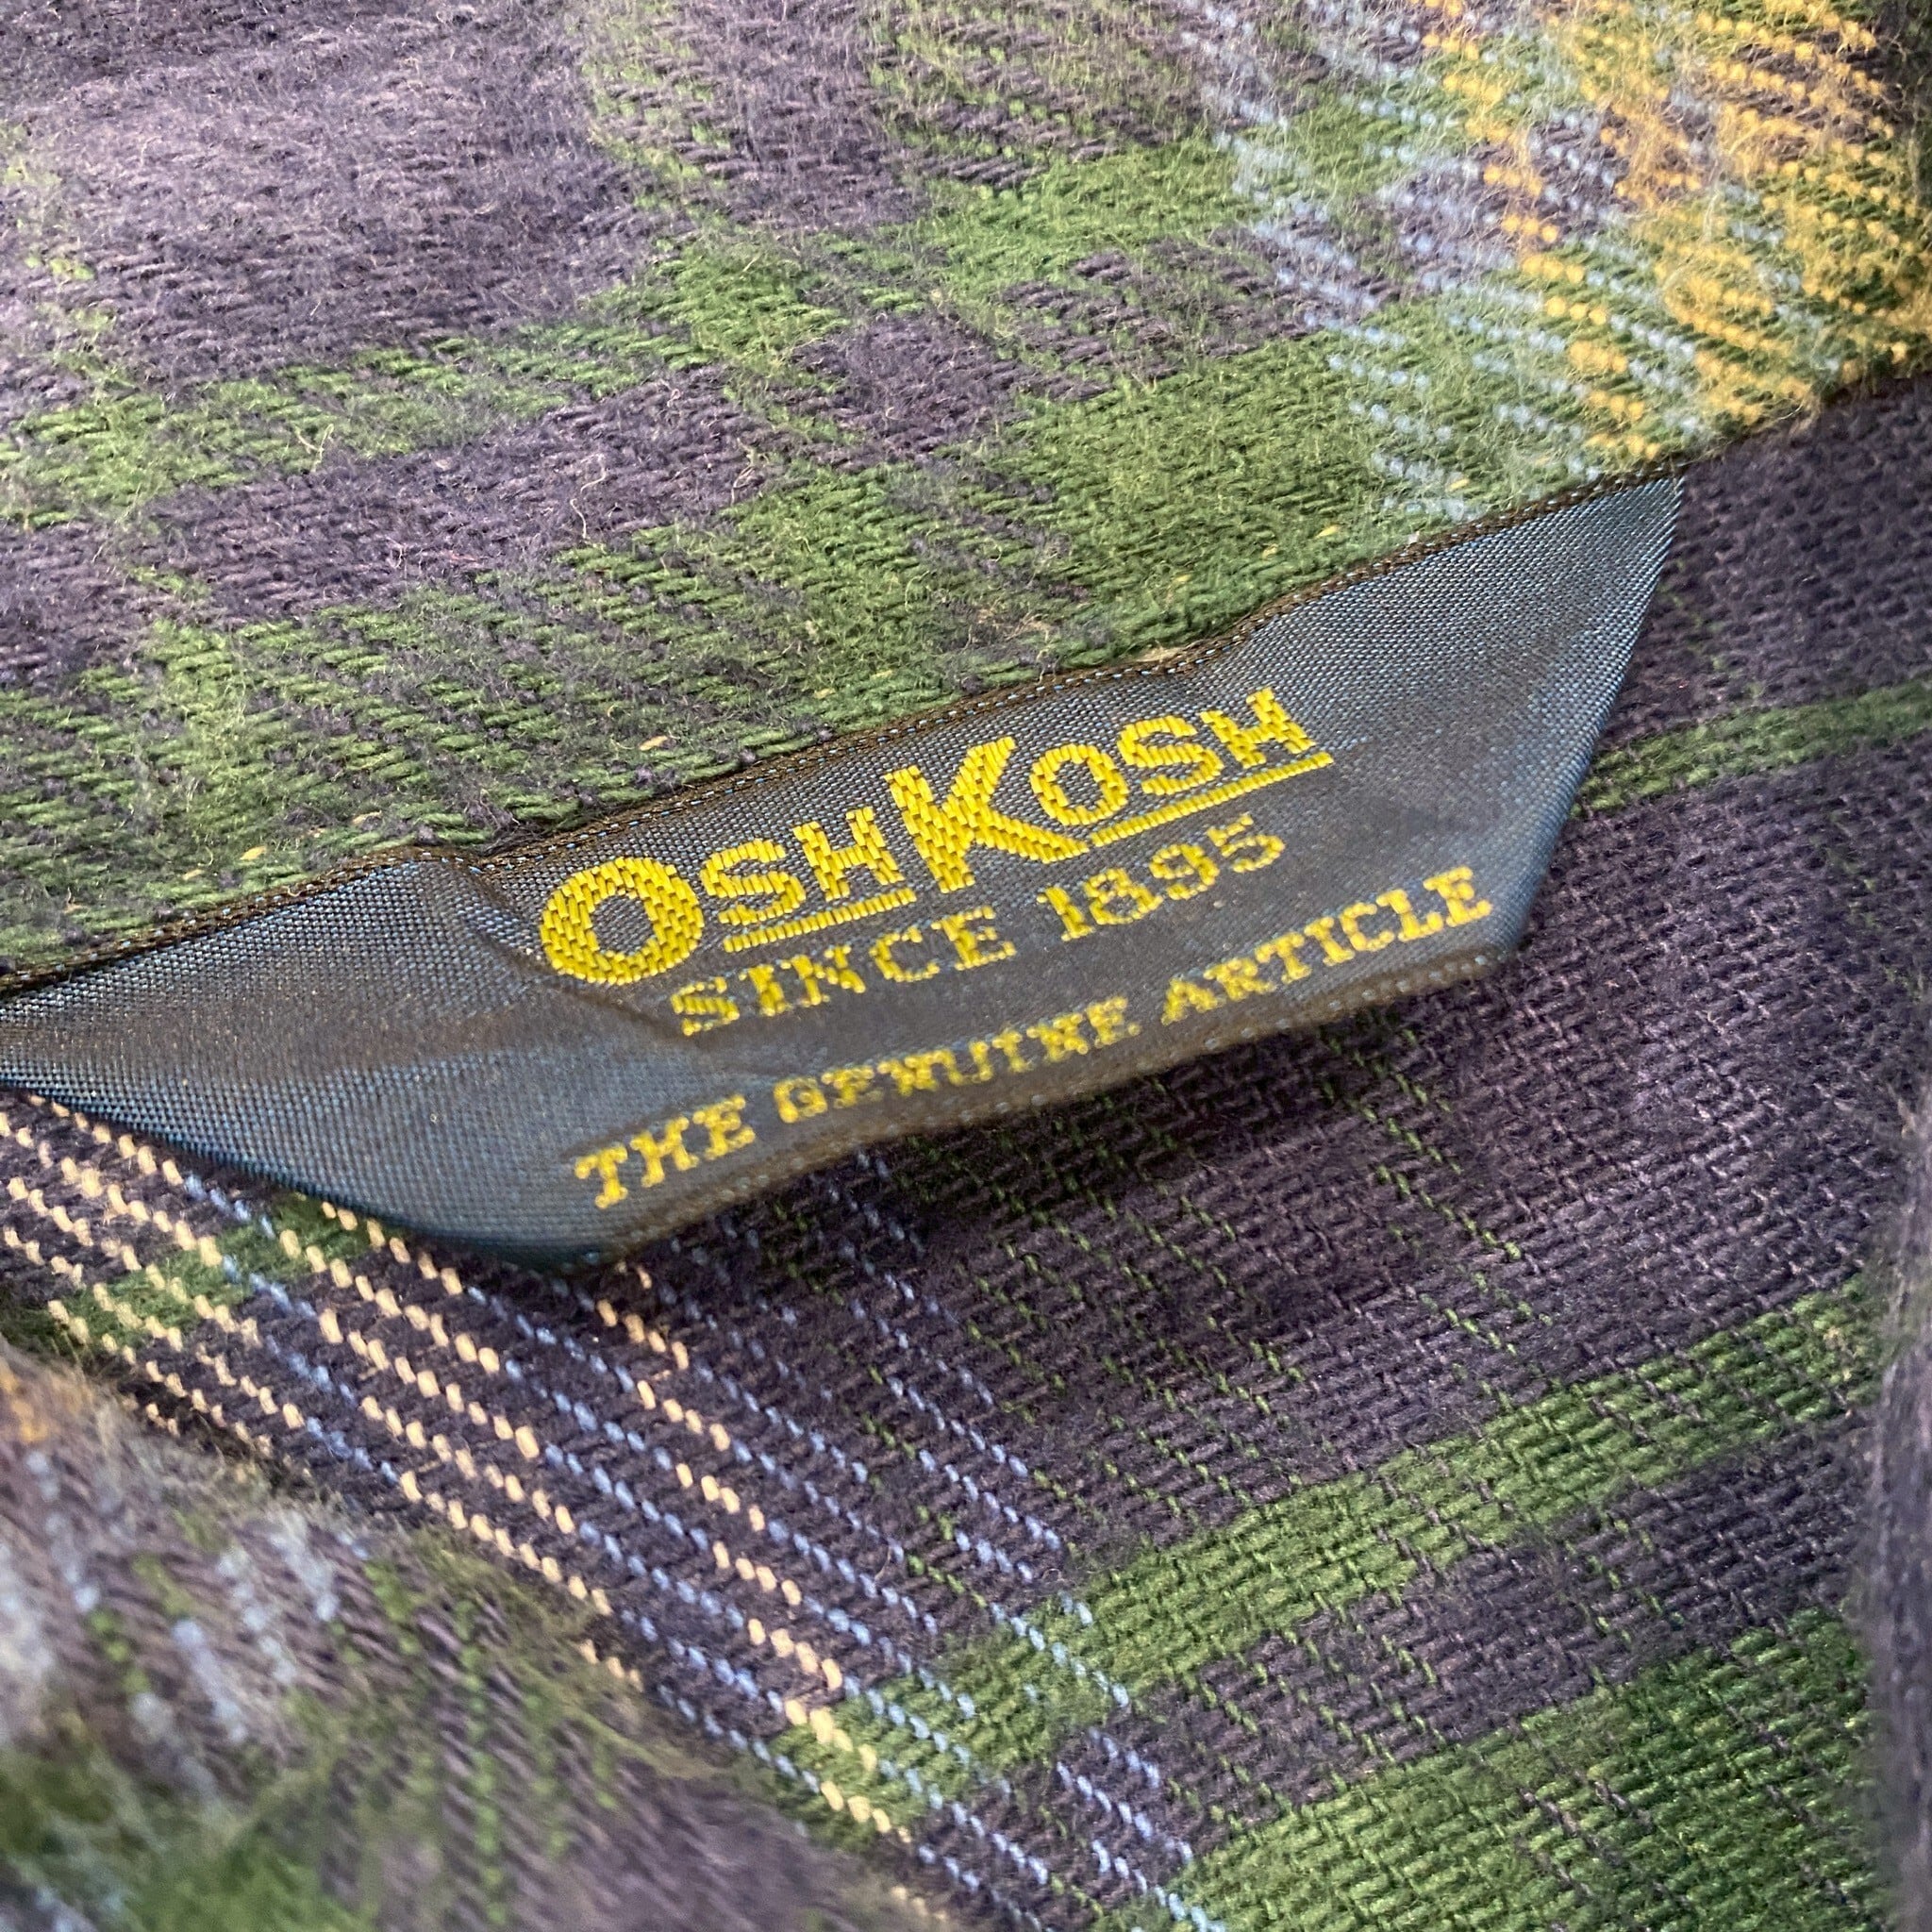 OSHKOSH
SINCE 1895
THE GENUINE ARTICLE